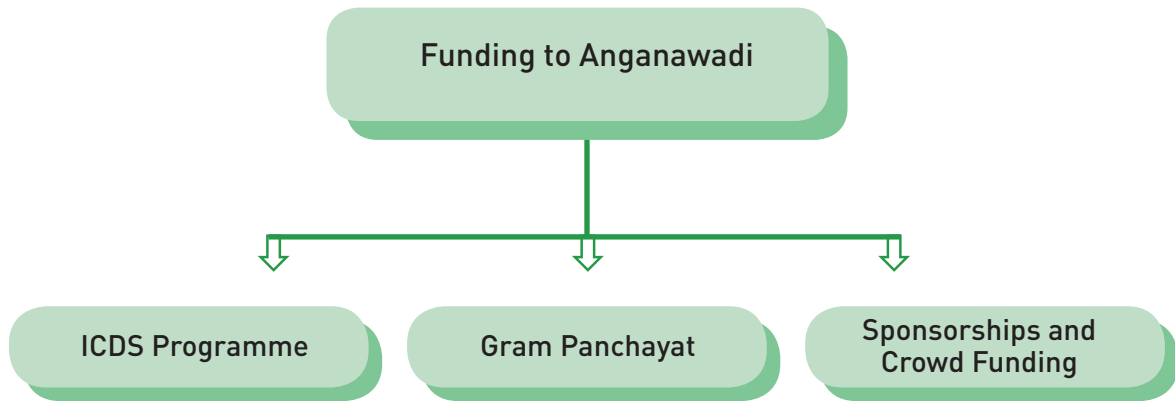 Funding to Anganawadi
ICDS Programme
Gram Panchayat
Sponsorships and
Crowd Funding